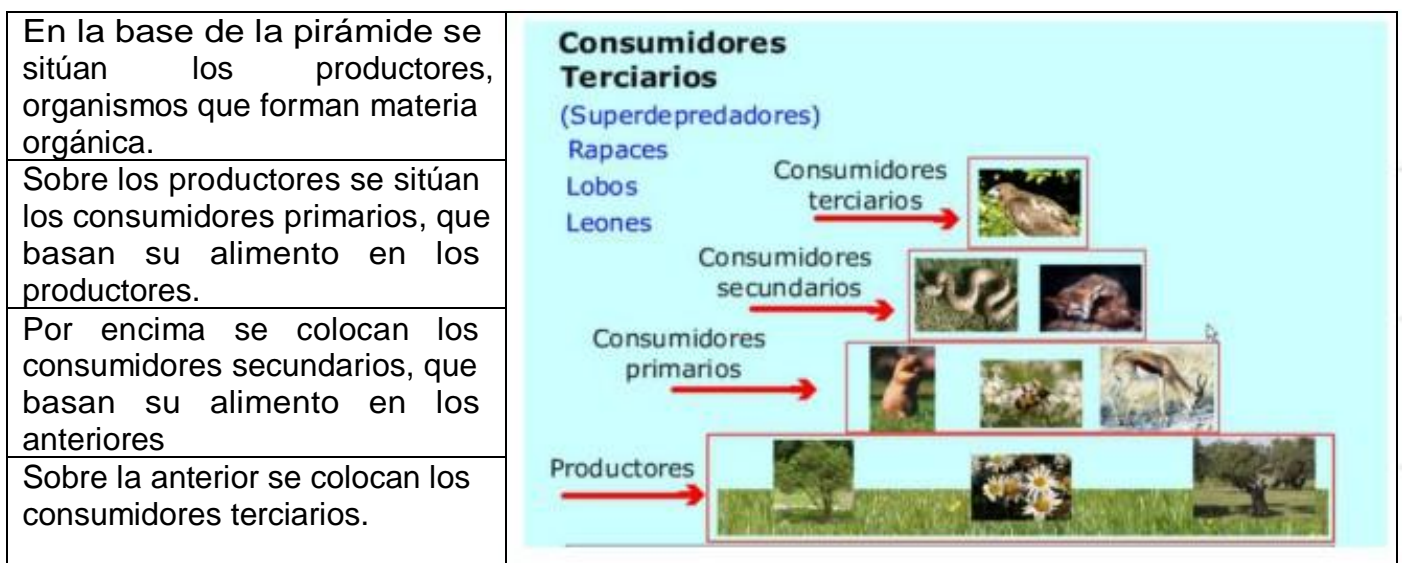 En la base de la pirámide se
sitúan los productores,
organismos que forman materia
orgánica.
Sobre los productores se sitúan
los consumidores primarios, que
basan su alimento en los
productores.
Por encima se colocan los
consumidores secundarios, que
basan su alimento en los
anteriores
Sobre la anterior se colocan los
consumidores terciarios.
Consumidores
Terciarios
(Superdepredadores)
Rapaces
Lobos
Leones
Consumidores
terciarios
Consumidores
secundarios
Consumidores
primarios
Productores